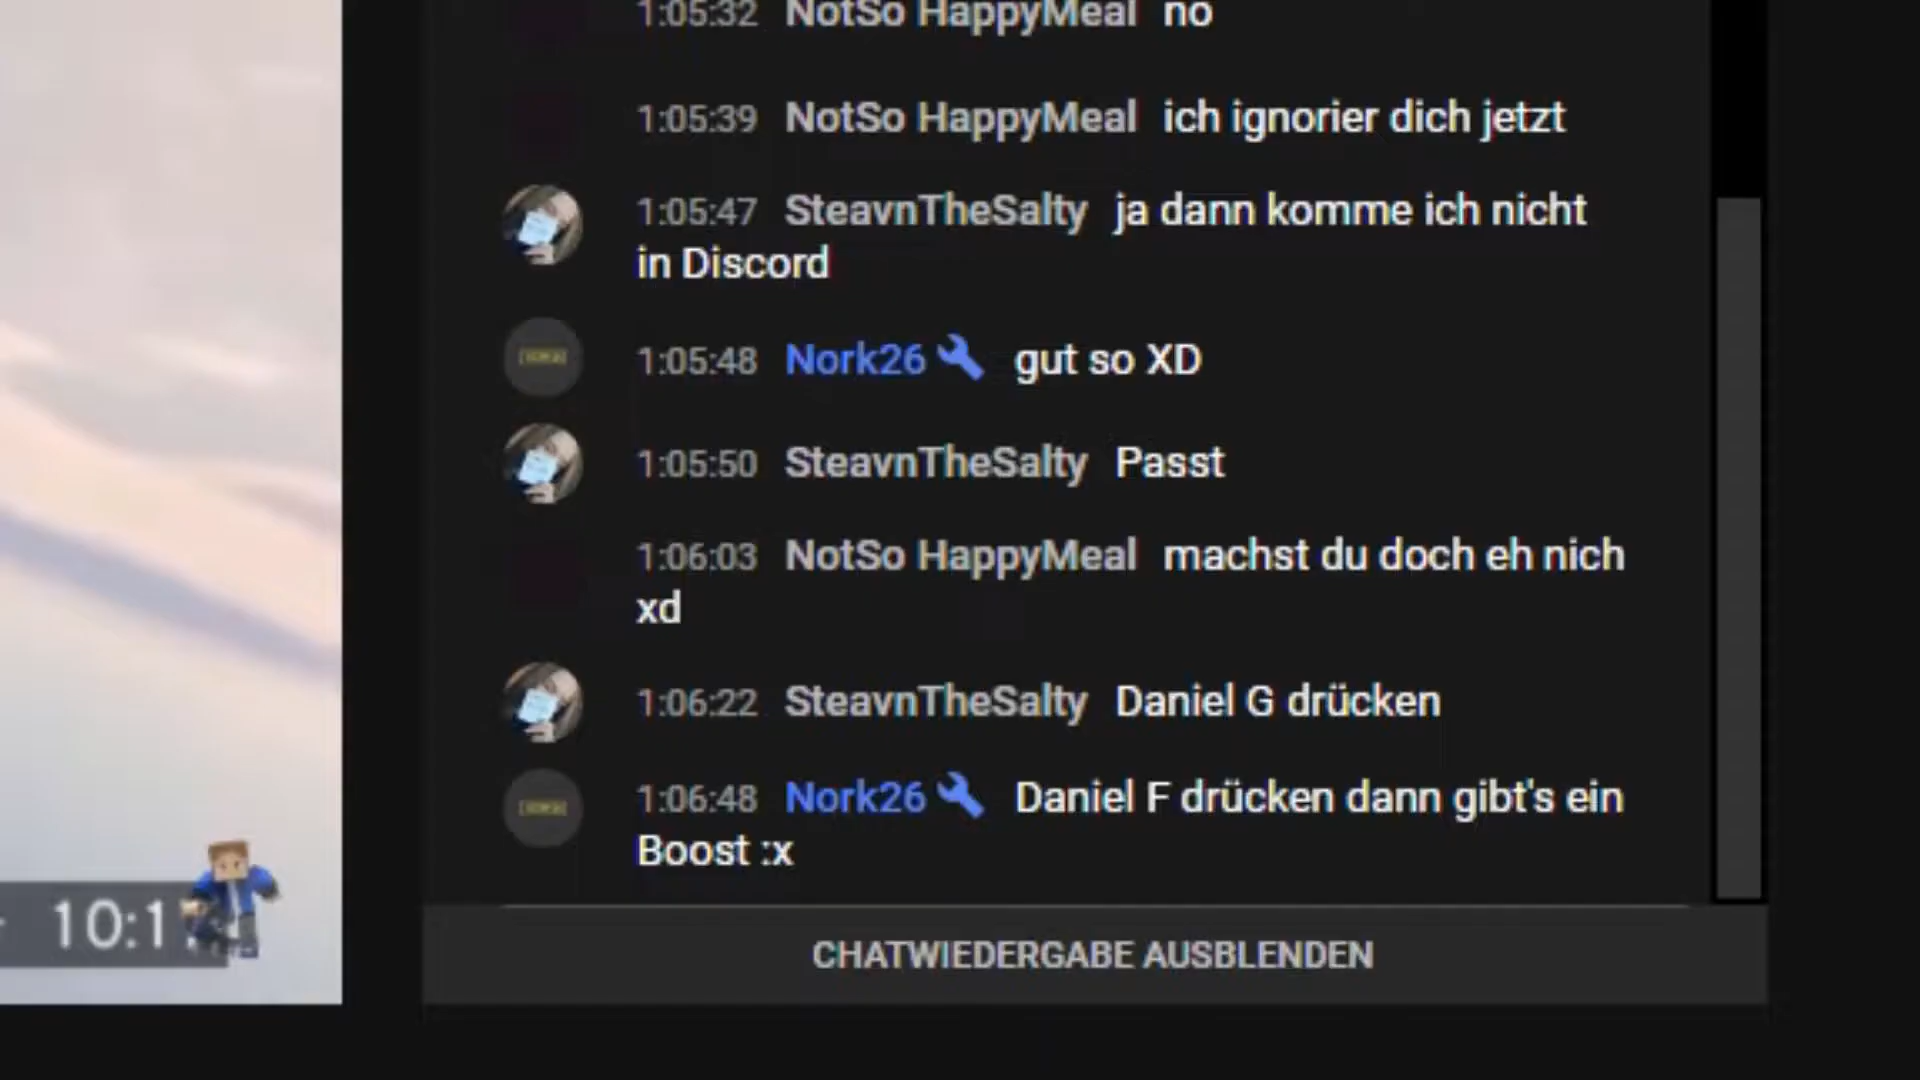 1:05:32 NotSo HappyMeal no
1:05:39 NotSo HappyMeal ich ignorier dich jetzt
1:05:47 SteavnTheSalty ja dann komme ich nicht
in Discord
1:05:48 Nork26 gut so XD
1:05:50 SteavnTheSalty Passt
1:06:03 NotSo HappyMeal machst du doch eh nich
xd
1:06:22 SteavnTheSalty Daniel G drücken
1:06:48 Nork26 Daniel F drücken dann gibt's ein
Boost :x
10:1
CHATWIEDERGABE AUSBLENDEN